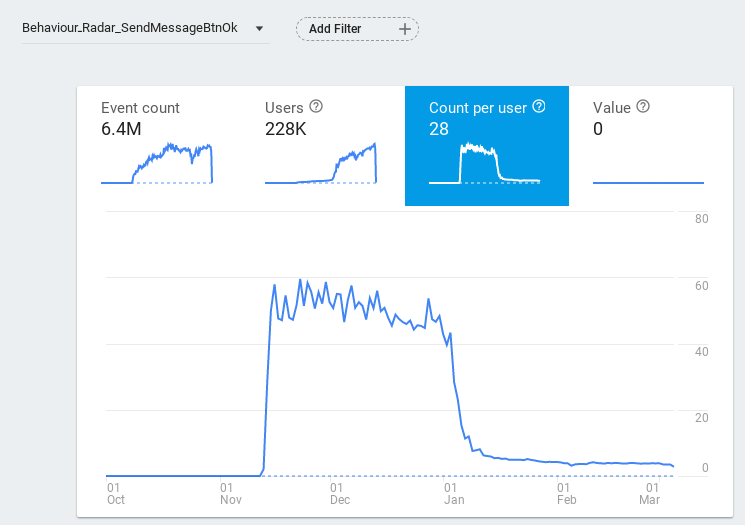 Behaviour_Radar_SendMessageBtnOk
Add Filter
Event count
6.4M
Users
228K
Count per user
28
Value
0
80
60
40
20
0
01 01 01 01 01 01
Oct Nov Dec Jan Feb Mar